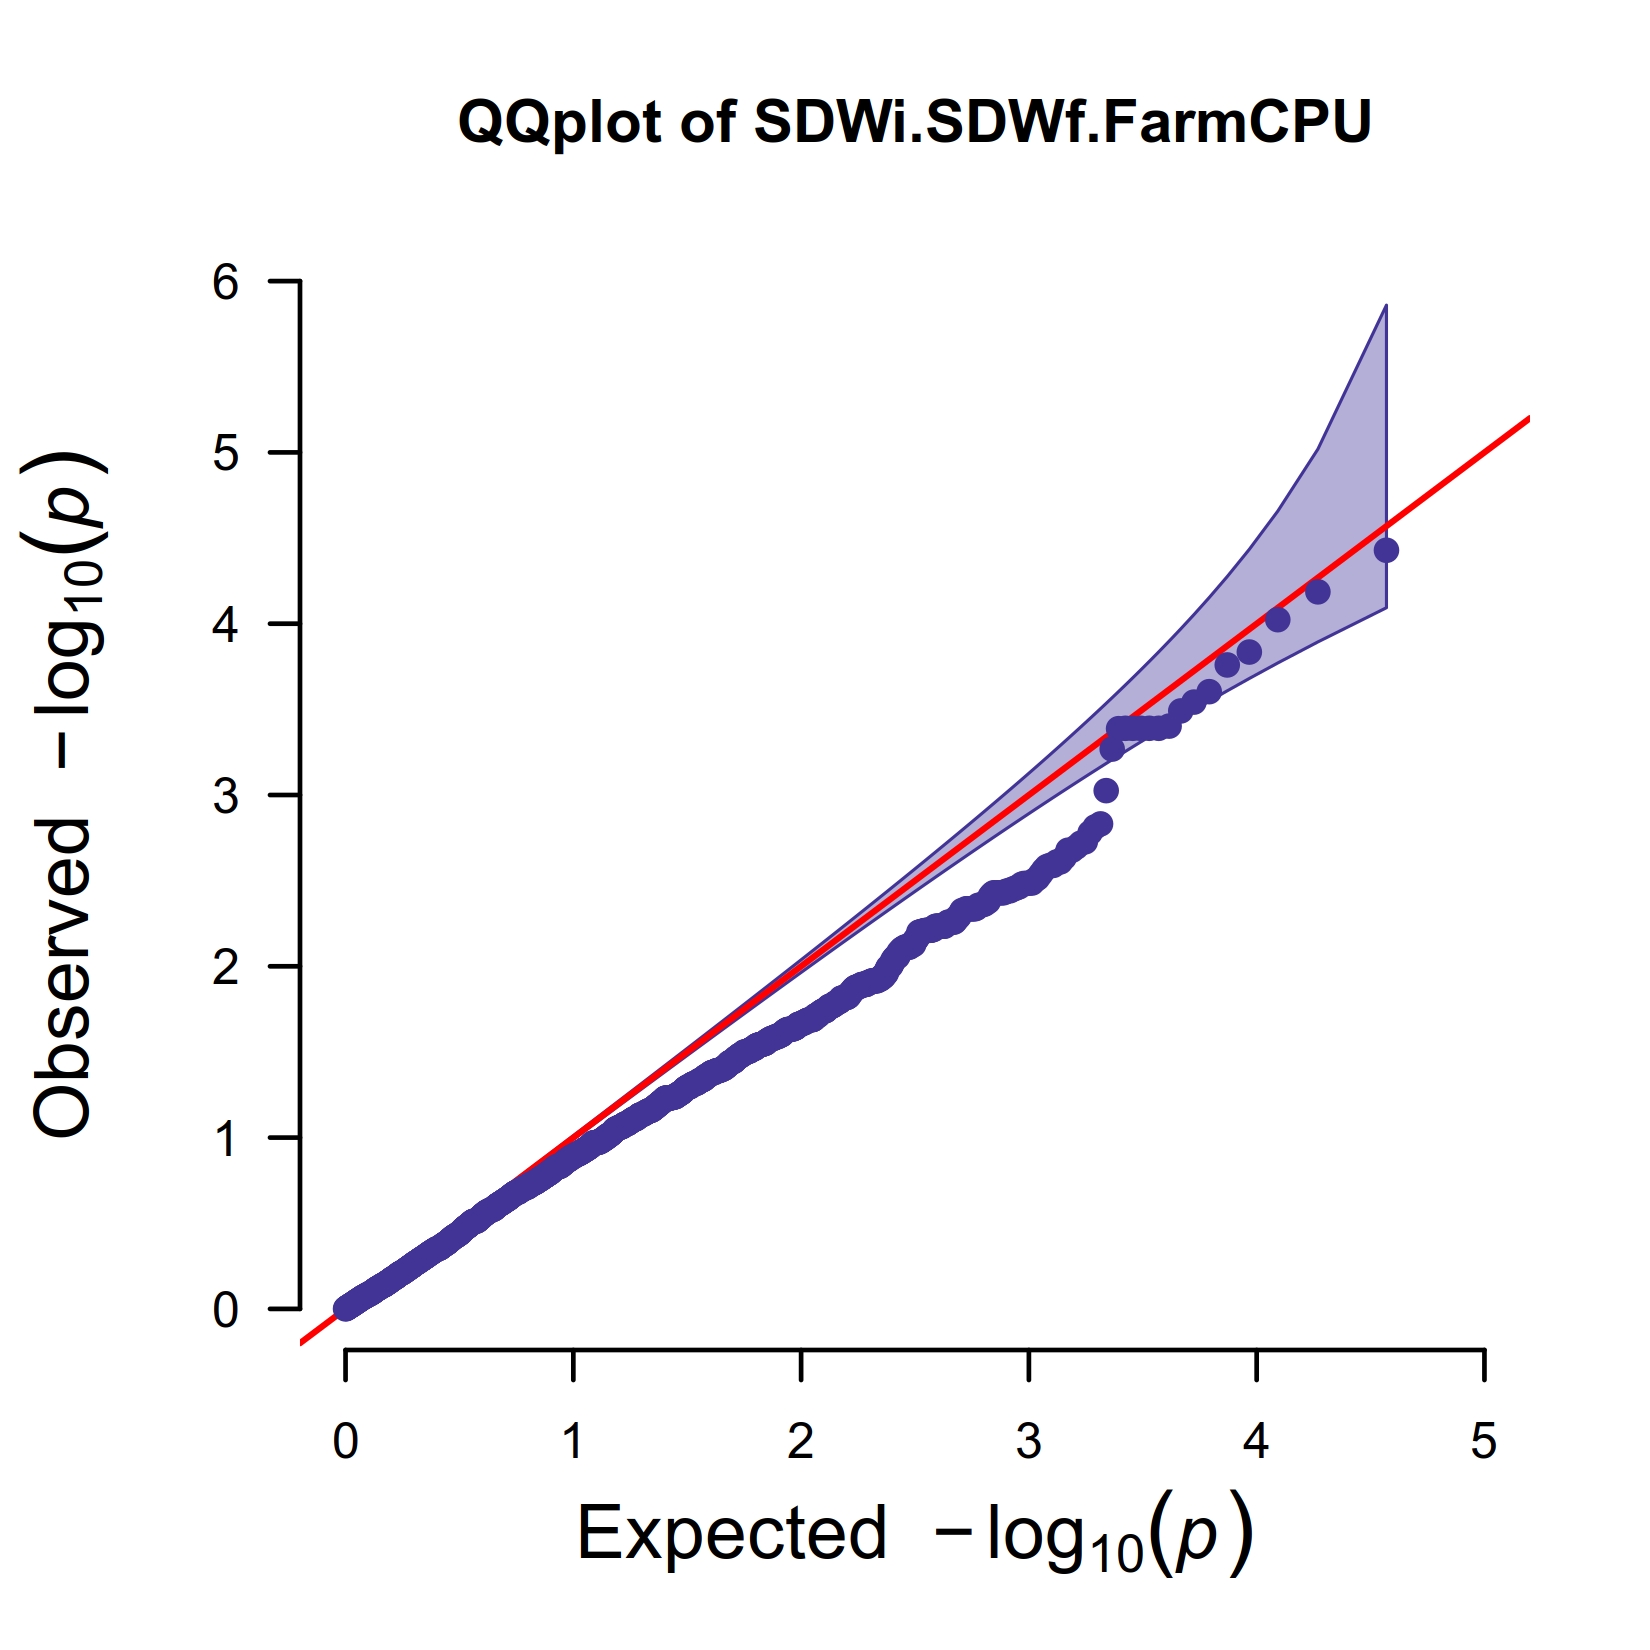 QQplot of SDWi.SDWf.FarmCPU
Observed −log₁₀(p)
6
5
4
3
2
1
0
0 1 2 3 4 5
Expected −log₁₀(p)